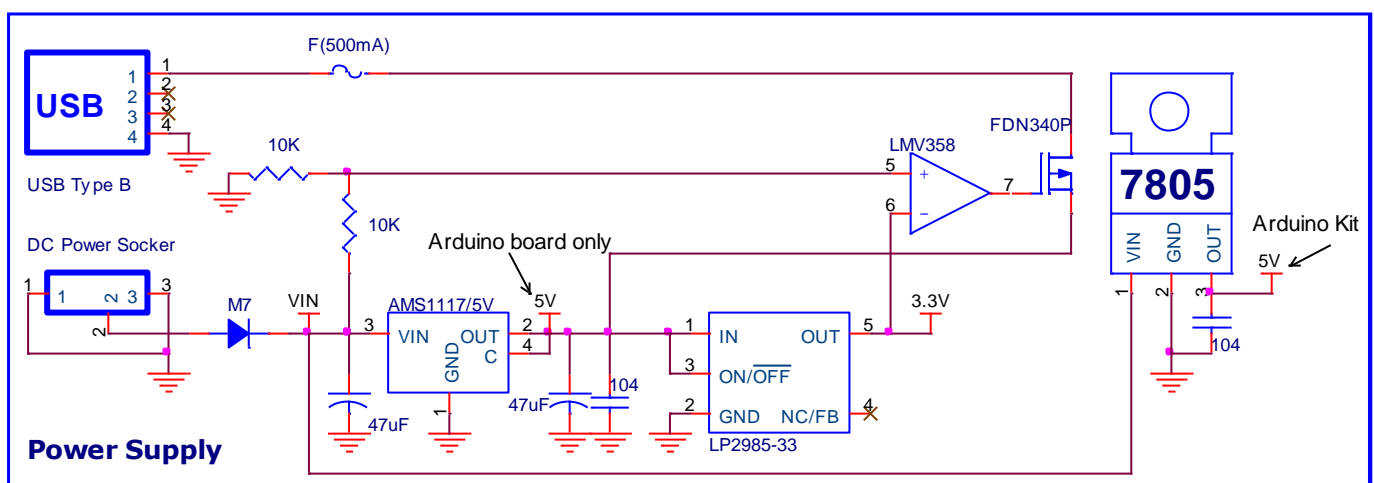 F(500mA)
USB
1
2
3
4
1
2
3
4
USB Type B
10K
10K
LMV358
5
+
6
−
7
FDN340P
7805
VIN
GND
OUT
1
2
3
5V
Arduino Kit
104
DC Power Socker
1
1
2
3
3
2
M7
VIN
Arduino board only
5V
AMS1117/5V
3
VIN
OUT
2
C
4
GND
1
47uF
47uF
104
1
IN
OUT
5
3.3V
3
ON/OFF
2
GND
NC/FB
4
LP2985-33
Power Supply